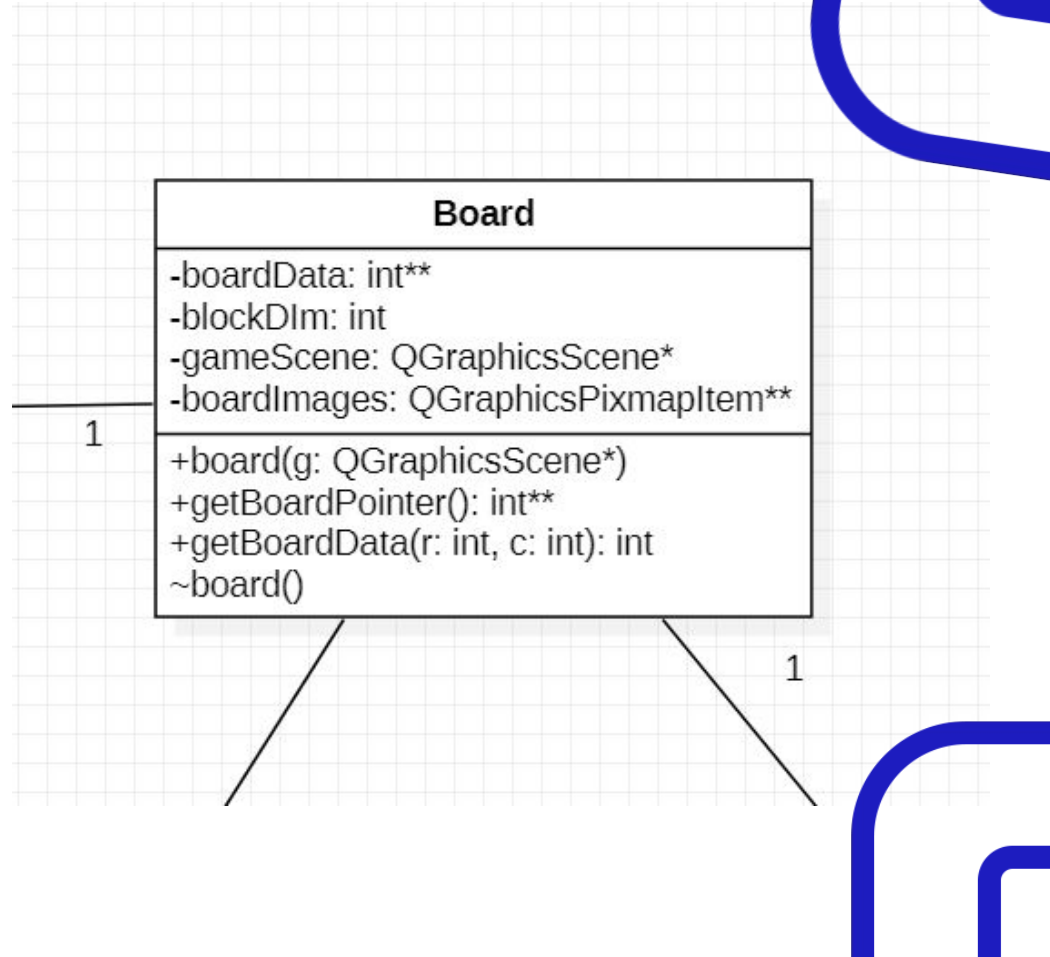 Board
-boardData: int**
-blockDIm: int
-gameScene: QGraphicsScene*
-boardImages: QGraphicsPixmapItem**
1
+board(g: QGraphicsScene*)
+getBoardPointer(): int**
+getBoardData(r: int, c: int): int
~board()
1